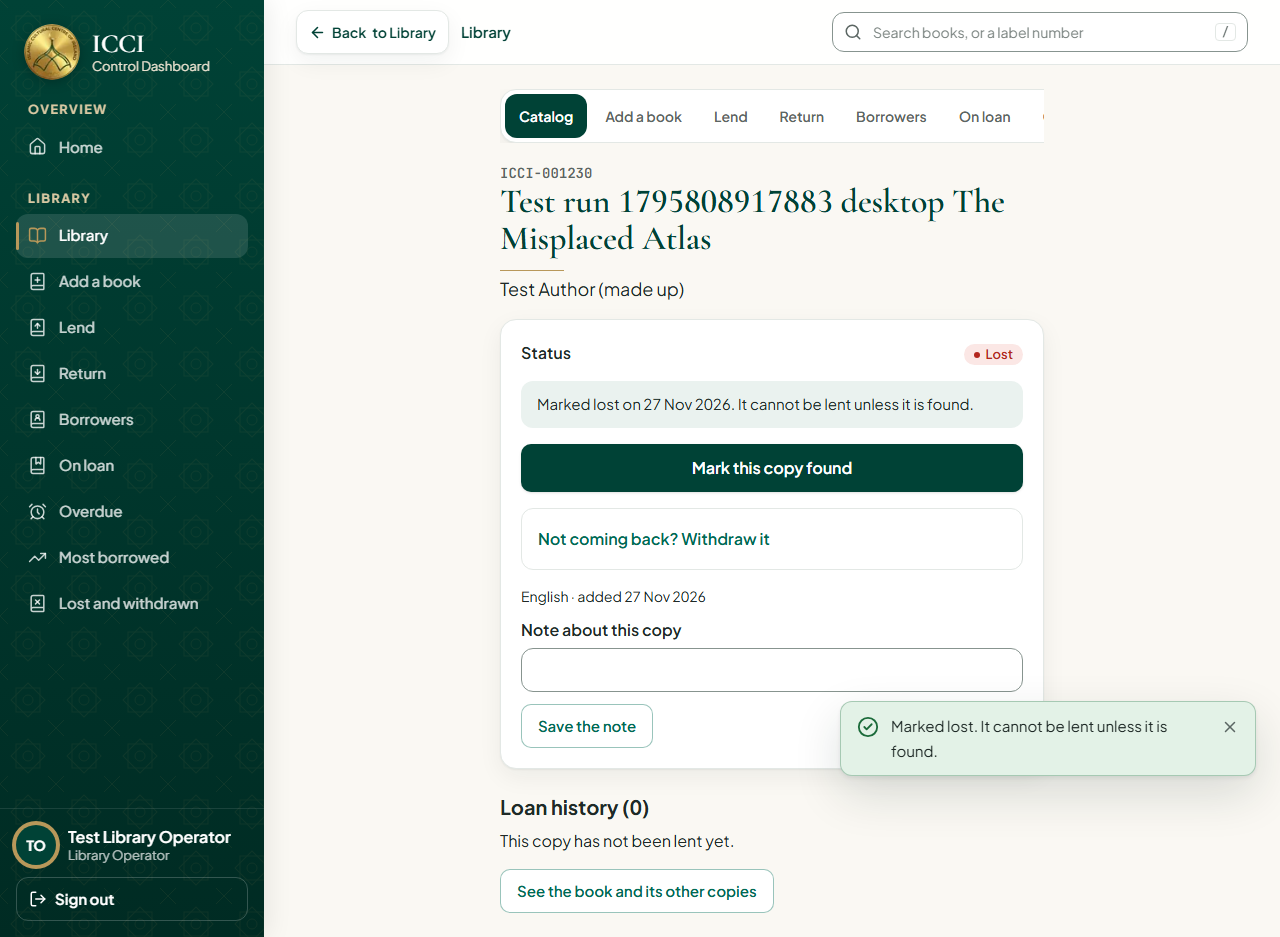 ICCI
Control Dashboard
OVERVIEW
Home
LIBRARY
Library
Add a book
Lend
Return
Borrowers
On loan
Overdue
Most borrowed
Lost and withdrawn
TO
Test Library Operator
Library Operator
Sign out
Back to Library
Library
Search books, or a label number
/
Catalog
Add a book
Lend
Return
Borrowers
On loan
ICCI-001230
Test run 1795808917883 desktop The
Misplaced Atlas
Test Author (made up)
Status
Lost
Marked lost on 27 Nov 2026. It cannot be lent unless it is found.
Mark this copy found
Not coming back? Withdraw it
English · added 27 Nov 2026
Note about this copy
Save the note
Marked lost. It cannot be lent unless it is
found.
Loan history (0)
This copy has not been lent yet.
See the book and its other copies